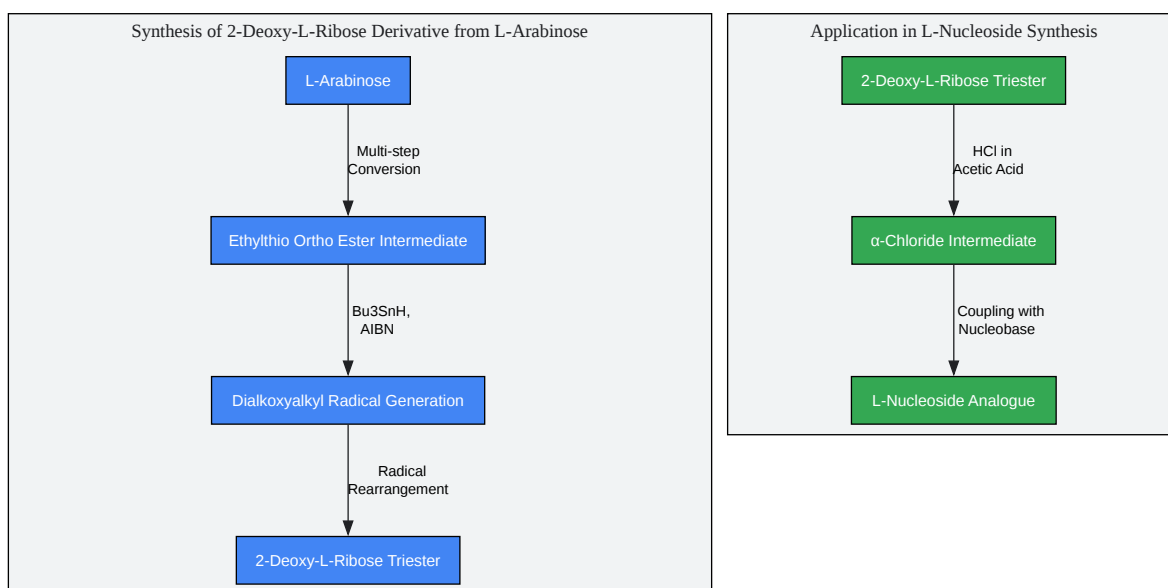 Synthesis of 2-Deoxy-L-Ribose Derivative from L-Arabinose
L-Arabinose
Multi-step
Conversion
Ethylthio Ortho Ester Intermediate
Bu3SnH,
AIBN
Dialkoxyalkyl Radical Generation
Radical
Rearrangement
2-Deoxy-L-Ribose Triester
Application in L-Nucleoside Synthesis
2-Deoxy-L-Ribose Triester
HCl in
Acetic Acid
α-Chloride Intermediate
Coupling with
Nucleobase
L-Nucleoside Analogue